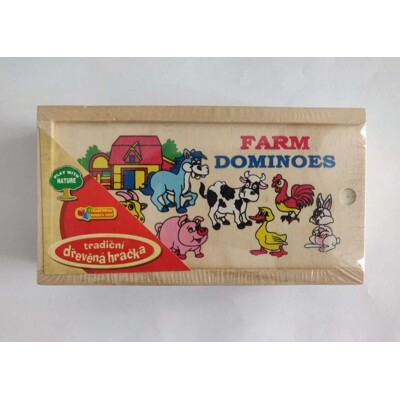 FARM
DOMINOES
PLAY WITH
NATURE
tradiční
dřevěná hračka